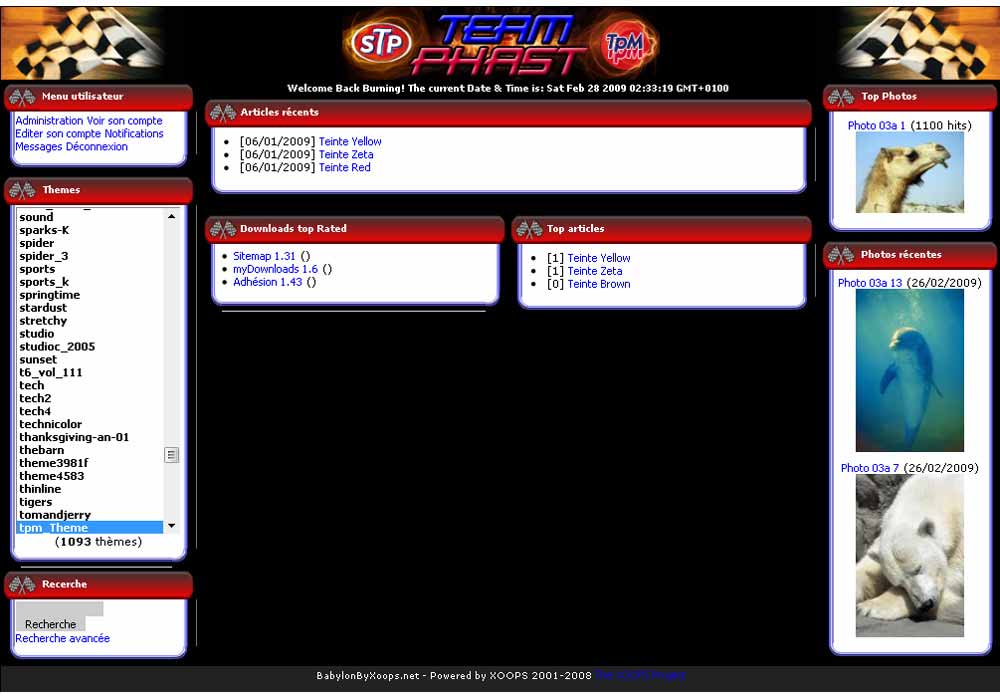 STP
TEAM
PHAST
TPM
TPM
Welcome Back Burning! The current Date & Time is: Sat Feb 28 2009 02:33:19 GMT+0100
Menu utilisateur
Administration Voir son compte
Editer son compte Notifications
Messages Déconnexion
Themes
sound
sparks-K
spider
spider_3
sports
sports_k
springtime
stardust
stretchy
studio
studioc_2005
sunset
t6_vol_111
tech
tech2
tech4
technicolor
thanksgiving-an-01
thebarn
theme3981f
theme4583
thinline
tigers
tomandjerry
tpm_Theme
(1093 thèmes)
Recerche
Recherche
Recherche avancée
Articles récents
[06/01/2009] Teinte Yellow
[06/01/2009] Teinte Zeta
[06/01/2009] Teinte Red
Downloads top Rated
Sitemap 1.31 ()
myDownloads 1.6 ()
Adhésion 1.43 ()
Top articles
[1] Teinte Yellow
[1] Teinte Zeta
[0] Teinte Brown
Top Photos
Photo 03a 1 (1100 hits)
Photos récentes
Photo 03a 13 (26/02/2009)
Photo 03a 7 (26/02/2009)
BabylonByXoops.net - Powered by XOOPS 2001-2008 The XOOPS Project